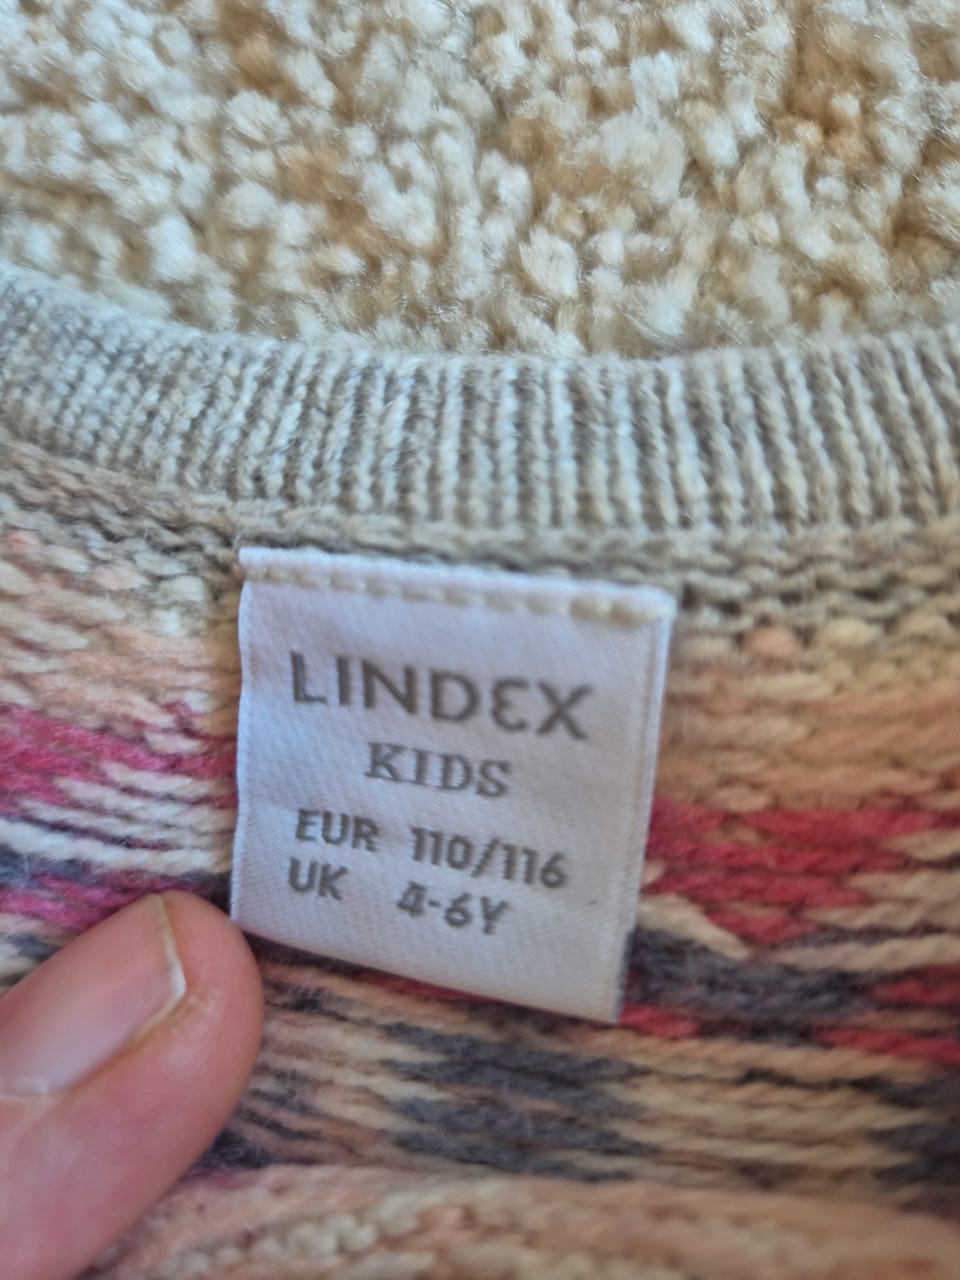 LINDEX
KIDS
EUR 110/116
UK 4-6Y